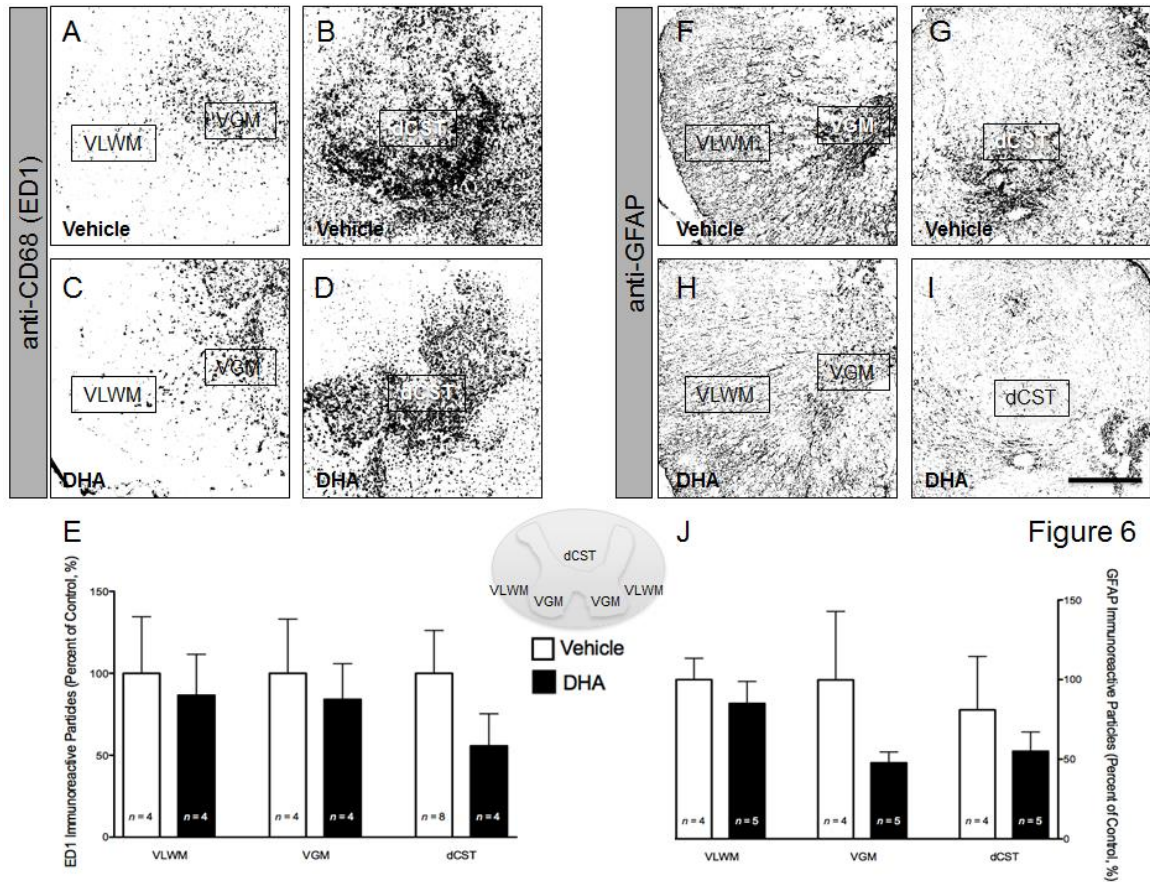 anti-CD68 (ED1)
A
VLWM
VGM
Vehicle
B
dCST
Vehicle
C
VLWM
VGM
DHA
D
dCST
DHA
anti-GFAP
F
VLWM
VGM
Vehicle
G
dCST
Vehicle
H
VLWM
VGM
DHA
I
dCST
DHA
E
ED1 Immunoreactive Particles (Percent of Control, %)
150
100
50
0
n = 4
n = 4
n = 4
n = 4
n = 8
n = 4
VLWM
VGM
dCST
dCST
VLWM
VLWM
VGM
VGM
Vehicle
DHA
J
Figure 6
GFAP Immunoreactive Particles (Percent of Control, %)
150
100
50
0
n = 4
n = 5
n = 4
n = 5
n = 4
n = 5
VLWM
VGM
dCST